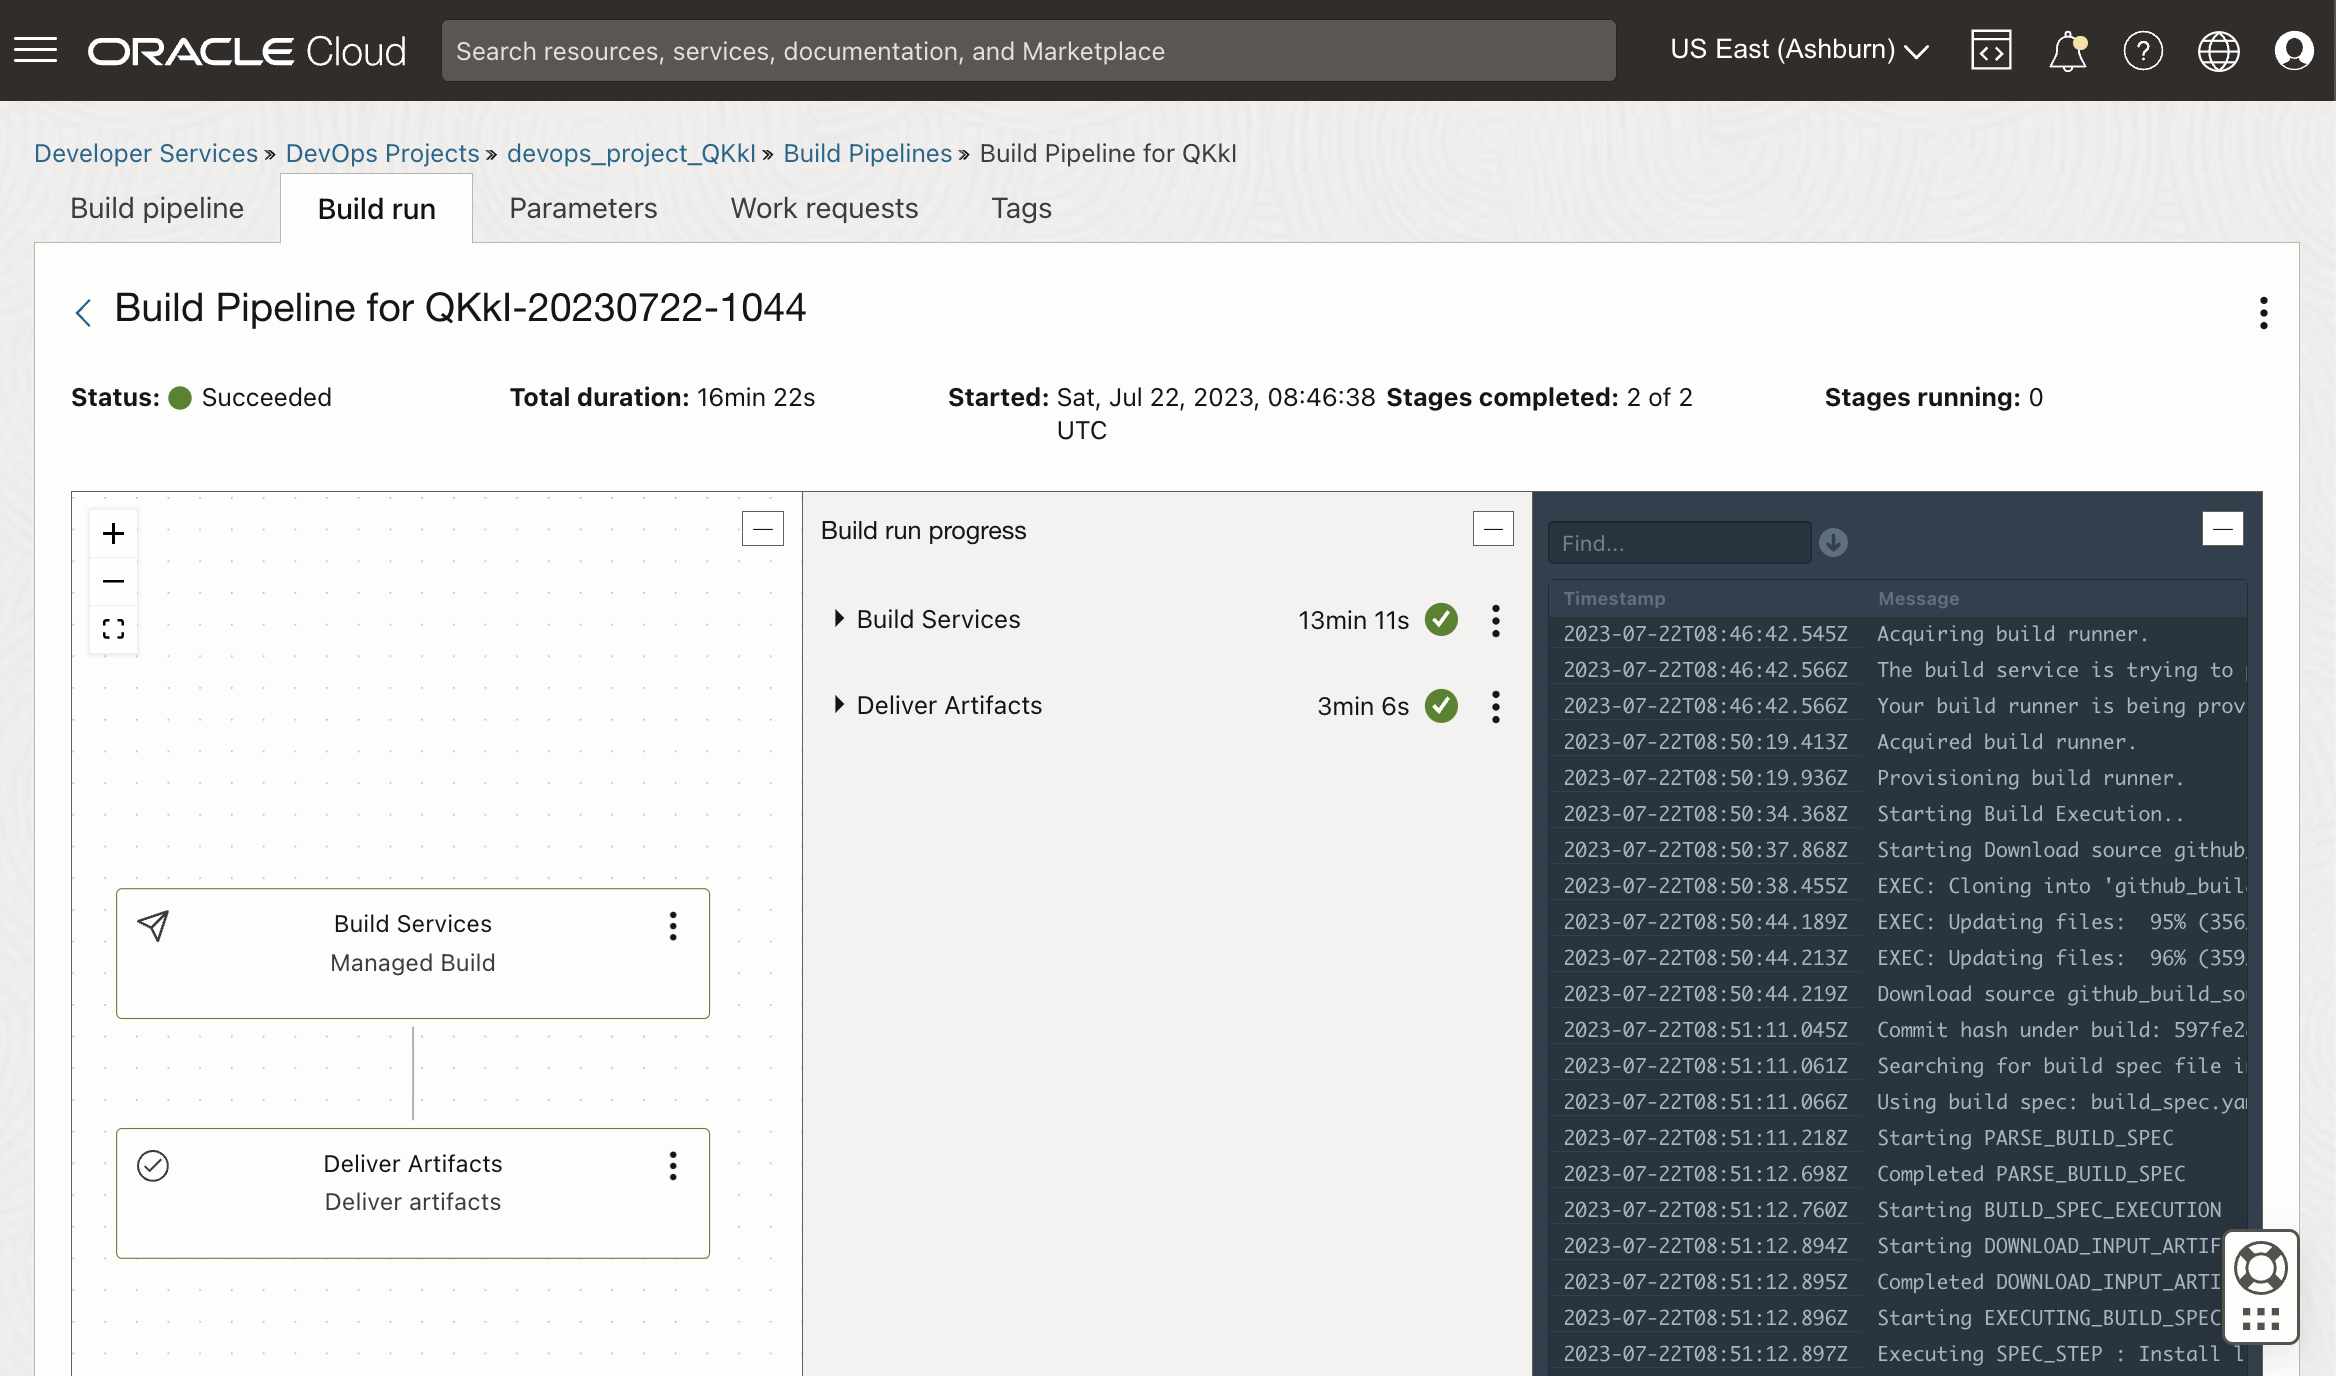 ORACLE Cloud
Search resources, services, documentation, and Marketplace
US East (Ashburn)
Developer Services » DevOps Projects » devops_project_QKkI » Build Pipelines » Build Pipeline for QKkI
Build pipeline
Build run
Parameters
Work requests
Tags
Build Pipeline for QKkI-20230722-1044
Status: Succeeded
Total duration: 16min 22s
Started: Sat, Jul 22, 2023, 08:46:38
UTC
Stages completed: 2 of 2
Stages running: 0
Build Services
Managed Build
Deliver Artifacts
Deliver artifacts
Build run progress
Build Services 13min 11s
Deliver Artifacts 3min 6s
Find...
Timestamp Message
2023-07-22T08:46:42.545Z Acquiring build runner.
2023-07-22T08:46:42.566Z The build service is trying to
2023-07-22T08:46:42.566Z Your build runner is being prov
2023-07-22T08:50:19.413Z Acquired build runner.
2023-07-22T08:50:19.936Z Provisioning build runner.
2023-07-22T08:50:34.368Z Starting Build Execution..
2023-07-22T08:50:37.868Z Starting Download source github
2023-07-22T08:50:38.455Z EXEC: Cloning into 'github_buil
2023-07-22T08:50:44.189Z EXEC: Updating files: 95% (356
2023-07-22T08:50:44.213Z EXEC: Updating files: 96% (359
2023-07-22T08:50:44.219Z Download source github_build_so
2023-07-22T08:51:11.045Z Commit hash under build: 597fe2
2023-07-22T08:51:11.061Z Searching for build spec file i
2023-07-22T08:51:11.066Z Using build spec: build_spec.ya
2023-07-22T08:51:11.218Z Starting PARSE_BUILD_SPEC
2023-07-22T08:51:12.698Z Completed PARSE_BUILD_SPEC
2023-07-22T08:51:12.760Z Starting BUILD_SPEC_EXECUTION
2023-07-22T08:51:12.894Z Starting DOWNLOAD_INPUT_ARTIF
2023-07-22T08:51:12.895Z Completed DOWNLOAD_INPUT_ARTI
2023-07-22T08:51:12.896Z Starting EXECUTING_BUILD_SPEC
2023-07-22T08:51:12.897Z Executing SPEC_STEP : Install l